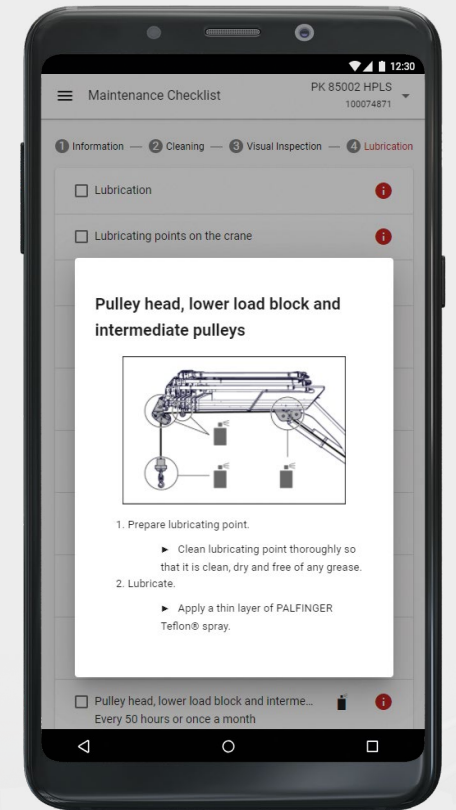 12:30
Maintenance Checklist
PK 85002 HPLS
100074871
1 Information — 2 Cleaning — 3 Visual Inspection — 4 Lubrication
Lubrication
Lubricating points on the crane
Pulley head, lower load block and
intermediate pulleys
1. Prepare lubricating point.
► Clean lubricating point thoroughly so
that it is clean, dry and free of any grease.
2. Lubricate.
► Apply a thin layer of PALFINGER
Teflon® spray.
Pulley head, lower load block and interme...
Every 50 hours or once a month